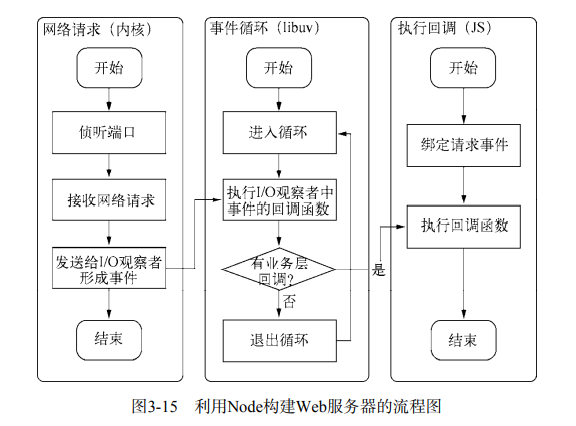 网络请求（内核）
开始
侦听端口
接收网络请求
发送给I/O观察者
形成事件
结束
事件循环（libuv）
开始
进入循环
执行I/O观察者中
事件的回调函数
有业务层
回调?
是
否
退出循环
执行回调（JS）
开始
绑定请求事件
执行回调函数
结束
图3-15 利用Node构建Web服务器的流程图